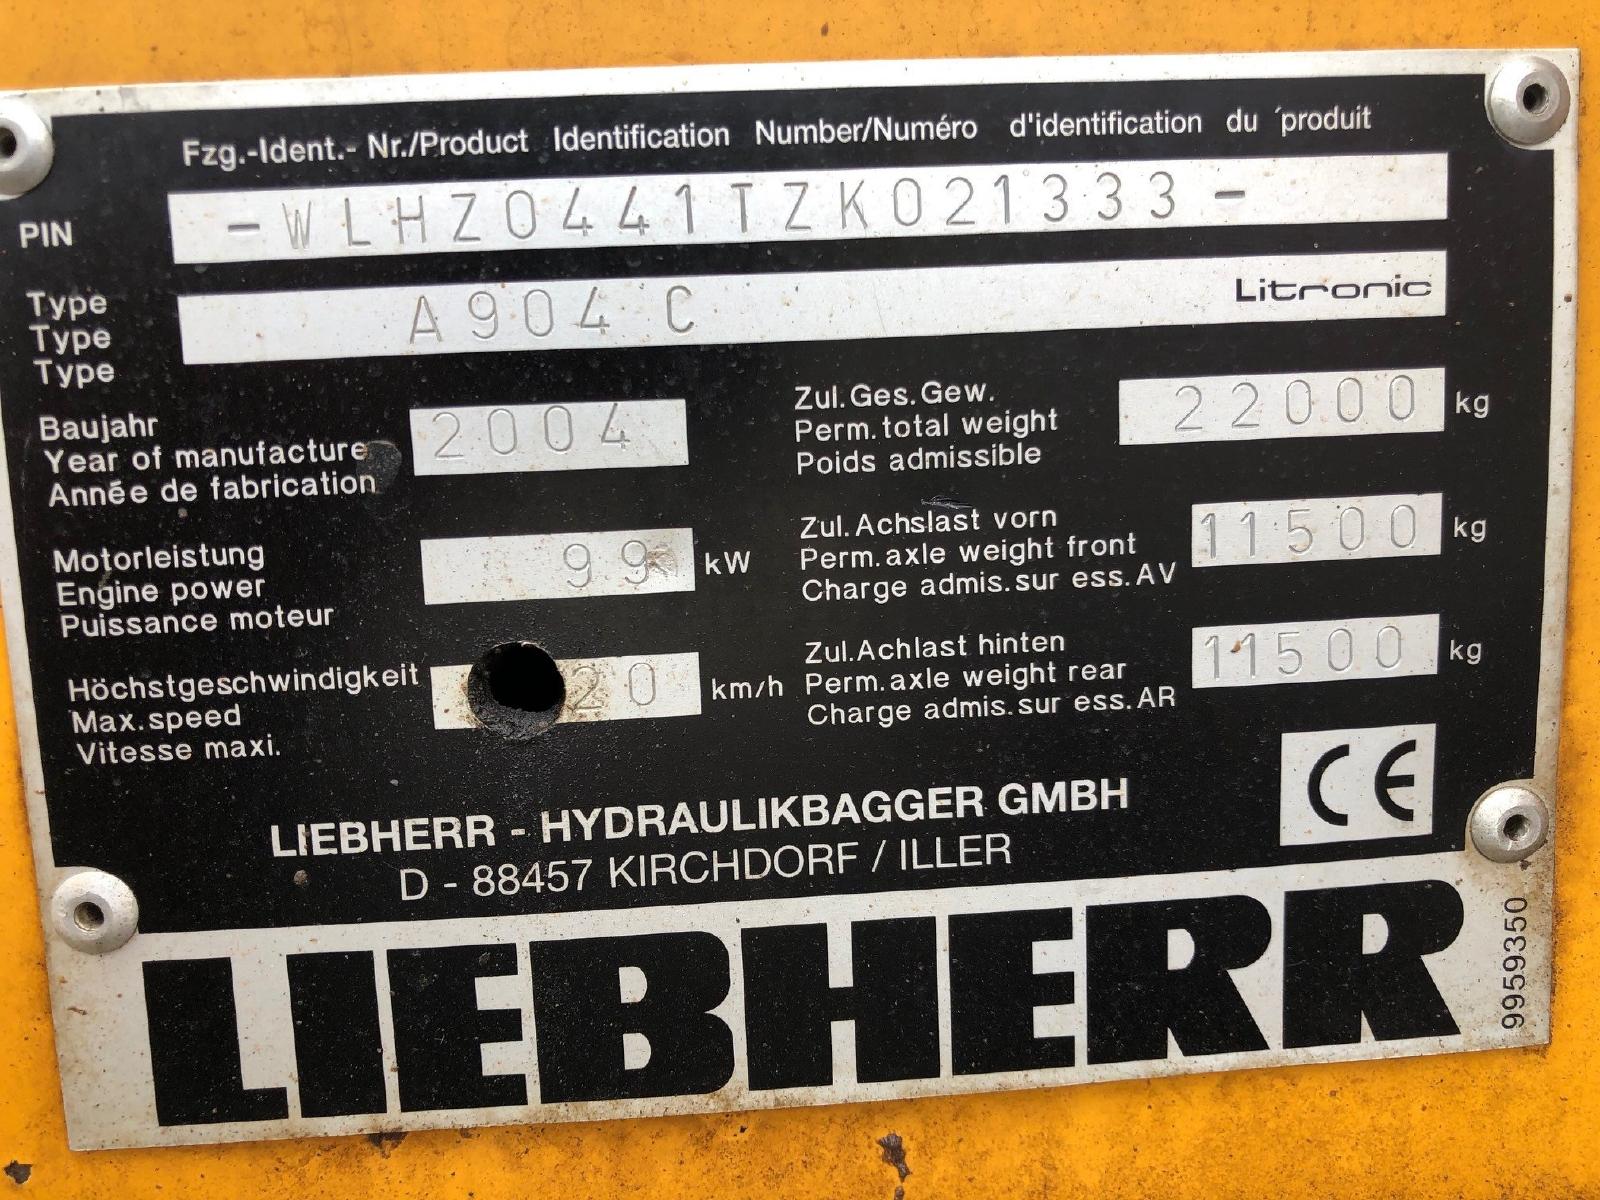 Fzg.-Ident.- Nr./Product Identification Number/Numéro d'identification du produit
PIN -WLHZ0441TZK021333-
Type
Type
Type
A904 C Litronic
Baujahr
Year of manufacture
Année de fabrication
2004
Zul.Ges.Gew.
Perm.total weight
Poids admissible
22000 kg
Motorleistung
Engine power
Puissance moteur
99 kW
Zul.Achslast vorn
Perm.axle weight front
Charge admis.sur ess.AV
11500 kg
Höchstgeschwindigkeit
Max.speed
Vitesse maxi.
20 km/h
Zul.Achlast hinten
Perm.axle weight rear
Charge admis.sur ess.AR
11500 kg
CE
LIEBHERR - HYDRAULIKBAGGER GMBH
D - 88457 KIRCHDORF / ILLER
LIEBHERR
9959350